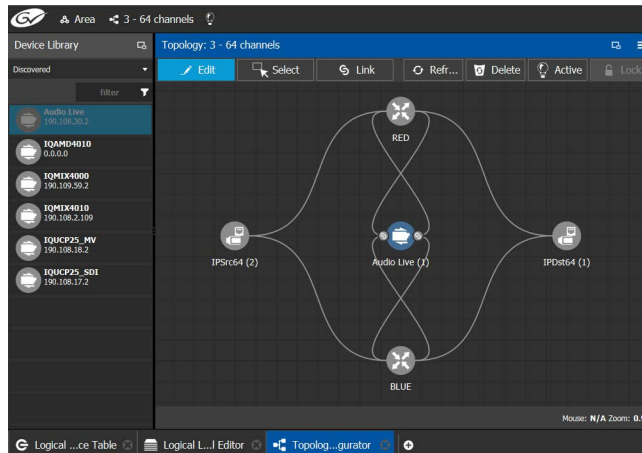 GV Area 3 - 64 channels
Device Library
Topology: 3 - 64 channels
Discovered
Edit Select Link Refr... Delete Active Lock
filter
Audio Live
190.108.30.2
IQAMD4010
0.0.0.0
IQMIX4000
190.109.59.2
IQMIX4010
190.108.2.109
IQUCP25_MV
190.108.18.2
IQUCP25_SDI
190.108.17.2
RED
IPSrc64 (2)
Audio Live (1)
IPDst64 (1)
BLUE
Mouse: N/A Zoom: 0.9
Logical ...ce Table Logical L...l Editor Topolog...gurator